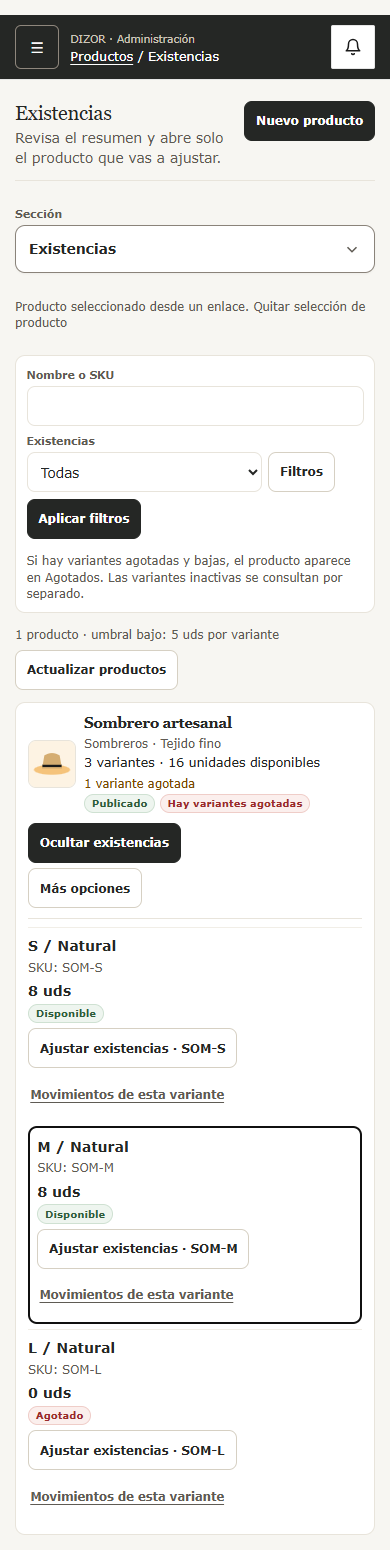 DIZOR · Administración
Productos / Existencias
Existencias
Revisa el resumen y abre solo
el producto que vas a ajustar.
Nuevo producto
Sección
Existencias
Producto seleccionado desde un enlace. Quitar selección de
producto
Nombre o SKU
Existencias
Todas
Filtros
Aplicar filtros
Si hay variantes agotadas y bajas, el producto aparece
en Agotados. Las variantes inactivas se consultan por
separado.
1 producto · umbral bajo: 5 uds por variante
Actualizar productos
Sombrero artesanal
Sombreros · Tejido fino
3 variantes · 16 unidades disponibles
1 variante agotada
Publicado
Hay variantes agotadas
Ocultar existencias
Más opciones
S / Natural
SKU: SOM-S
8 uds
Disponible
Ajustar existencias · SOM-S
Movimientos de esta variante
M / Natural
SKU: SOM-M
8 uds
Disponible
Ajustar existencias · SOM-M
Movimientos de esta variante
L / Natural
SKU: SOM-L
0 uds
Agotado
Ajustar existencias · SOM-L
Movimientos de esta variante